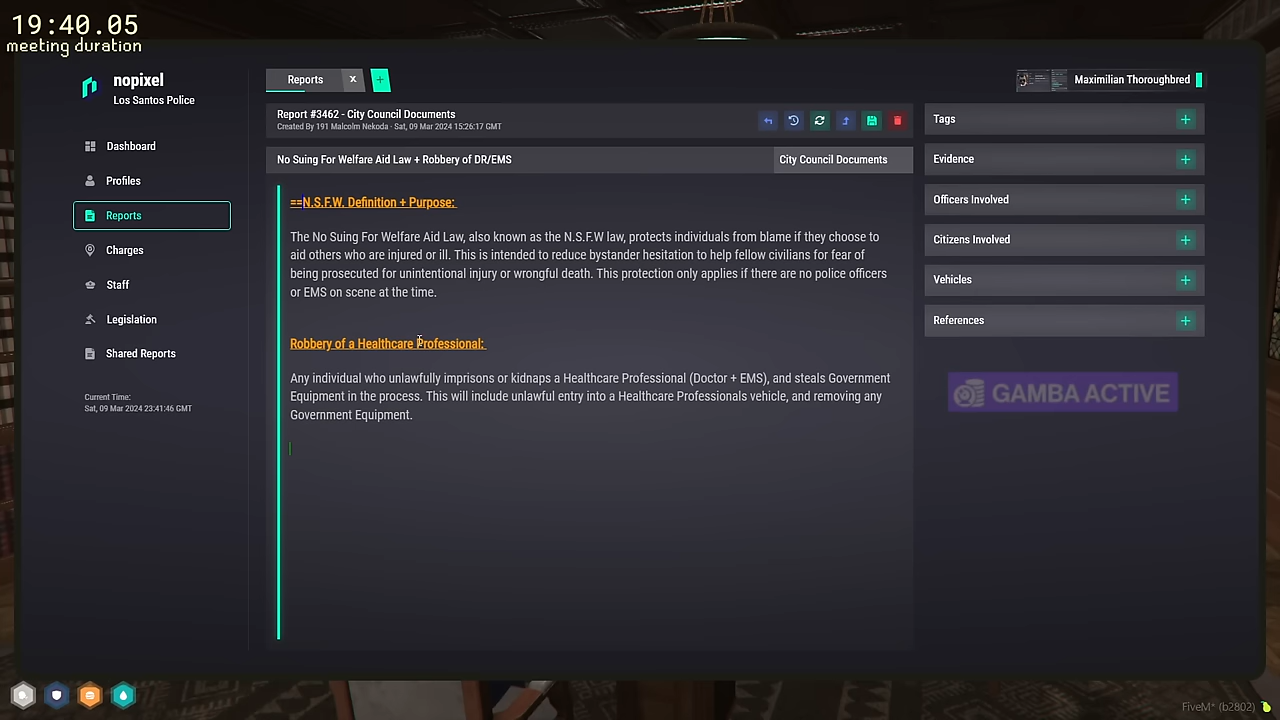 19:40.05
meeting duration
nopixel
Los Santos Police
Dashboard
Profiles
Reports
Charges
Staff
Legislation
Shared Reports
Current Time:
Sat, 09 Mar 2024 23:41:46 GMT
Reports x +
Maximilian Thoroughbred
Report #3462 - City Council Documents
Created By 191 Malcolm Nekoda · Sat, 09 Mar 2024 15:26:17 GMT
No Suing For Welfare Aid Law + Robbery of DR/EMS
City Council Documents
==N.S.F.W. Definition + Purpose:
The No Suing For Welfare Aid Law, also known as the N.S.F.W law, protects individuals from blame if they choose to
aid others who are injured or ill. This is intended to reduce bystander hesitation to help fellow civilians for fear of
being prosecuted for unintentional injury or wrongful death. This protection only applies if there are no police officers
or EMS on scene at the time.
Robbery of a Healthcare Professional:
Any individual who unlawfully imprisons or kidnaps a Healthcare Professional (Doctor + EMS), and steals Government
Equipment in the process. This will include unlawful entry into a Healthcare Professionals vehicle, and removing any
Government Equipment.
Tags +
Evidence +
Officers Involved +
Citizens Involved +
Vehicles +
References +
GAMBA ACTIVE
FiveM* (b2802)